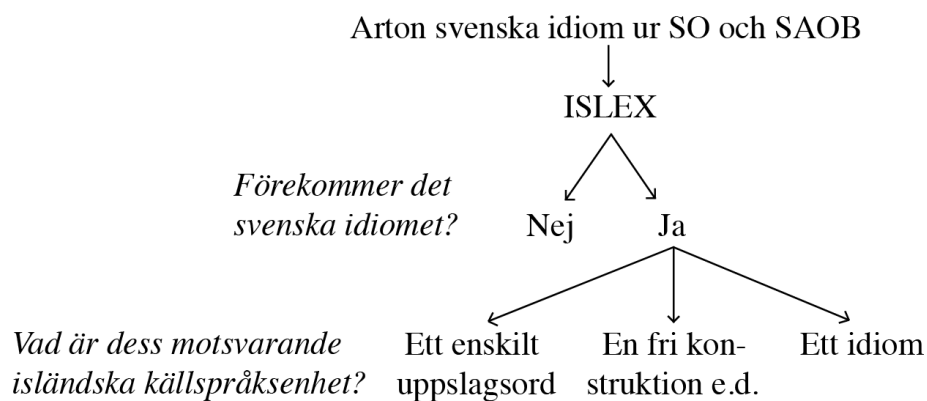 Arton svenska idiom ur SO och SAOB
ISLEX
Förekommer det
svenska idiomet?
Nej
Ja
Vad är dess motsvarande
isländska källspråksenhet?
Ett enskilt
uppslagsord
En fri kon-
struktion e.d.
Ett idiom